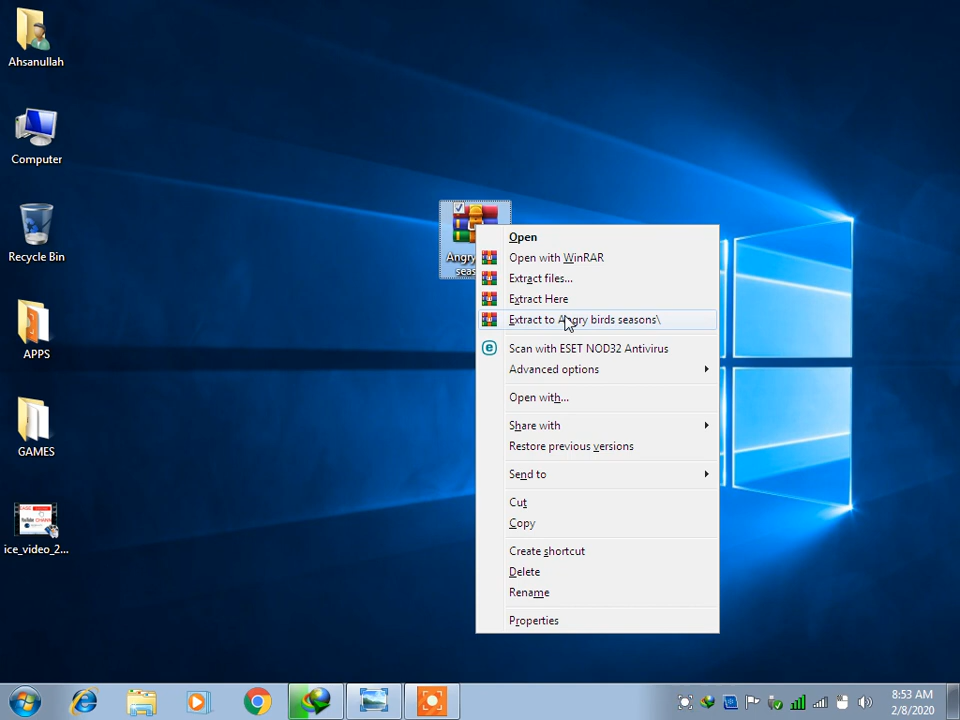 Ahsanullah
Computer
Recycle Bin
APPS
GAMES
ice_video_2...
Angry
seas
Open
Open with WinRAR
Extract files...
Extract Here
Extract to Angry birds seasons\
Scan with ESET NOD32 Antivirus
Advanced options
Open with...
Share with
Restore previous versions
Send to
Cut
Copy
Create shortcut
Delete
Rename
Properties
8:53 AM
2/8/2020